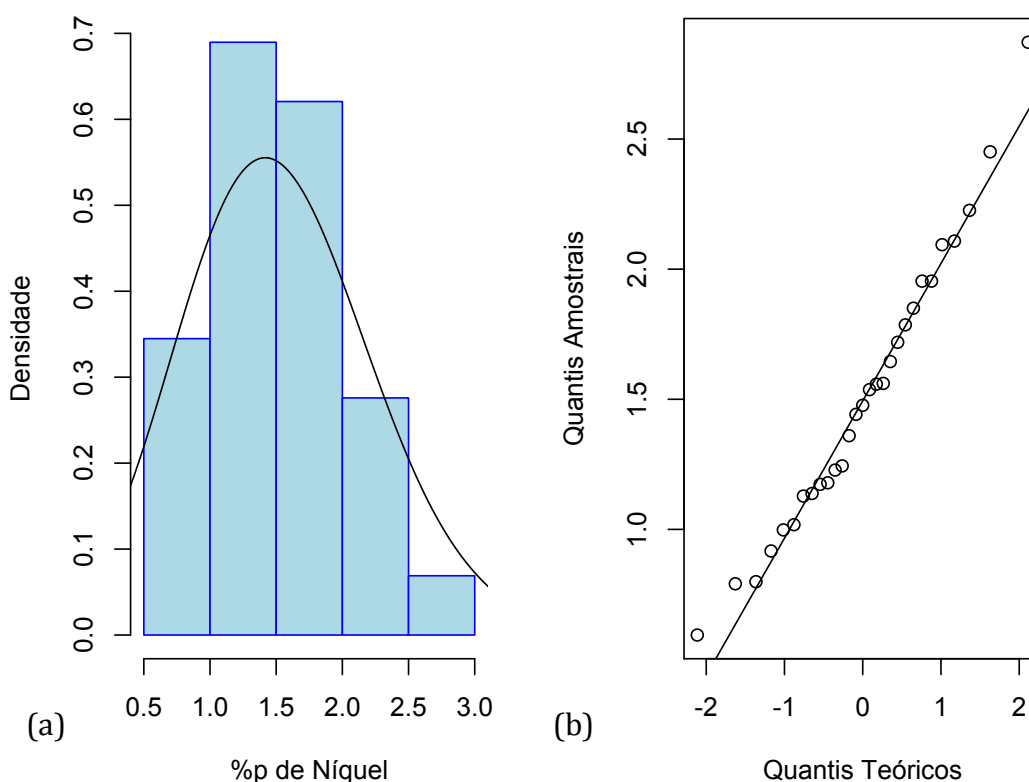 Densidade
0.0 0.1 0.2 0.3 0.4 0.5 0.6 0.7
0.5 1.0 1.5 2.0 2.5 3.0
%p de Níquel
(a)
Quantis Amostrais
1.0 1.5 2.0 2.5
-2 -1 0 1 2
Quantis Teóricos
(b)